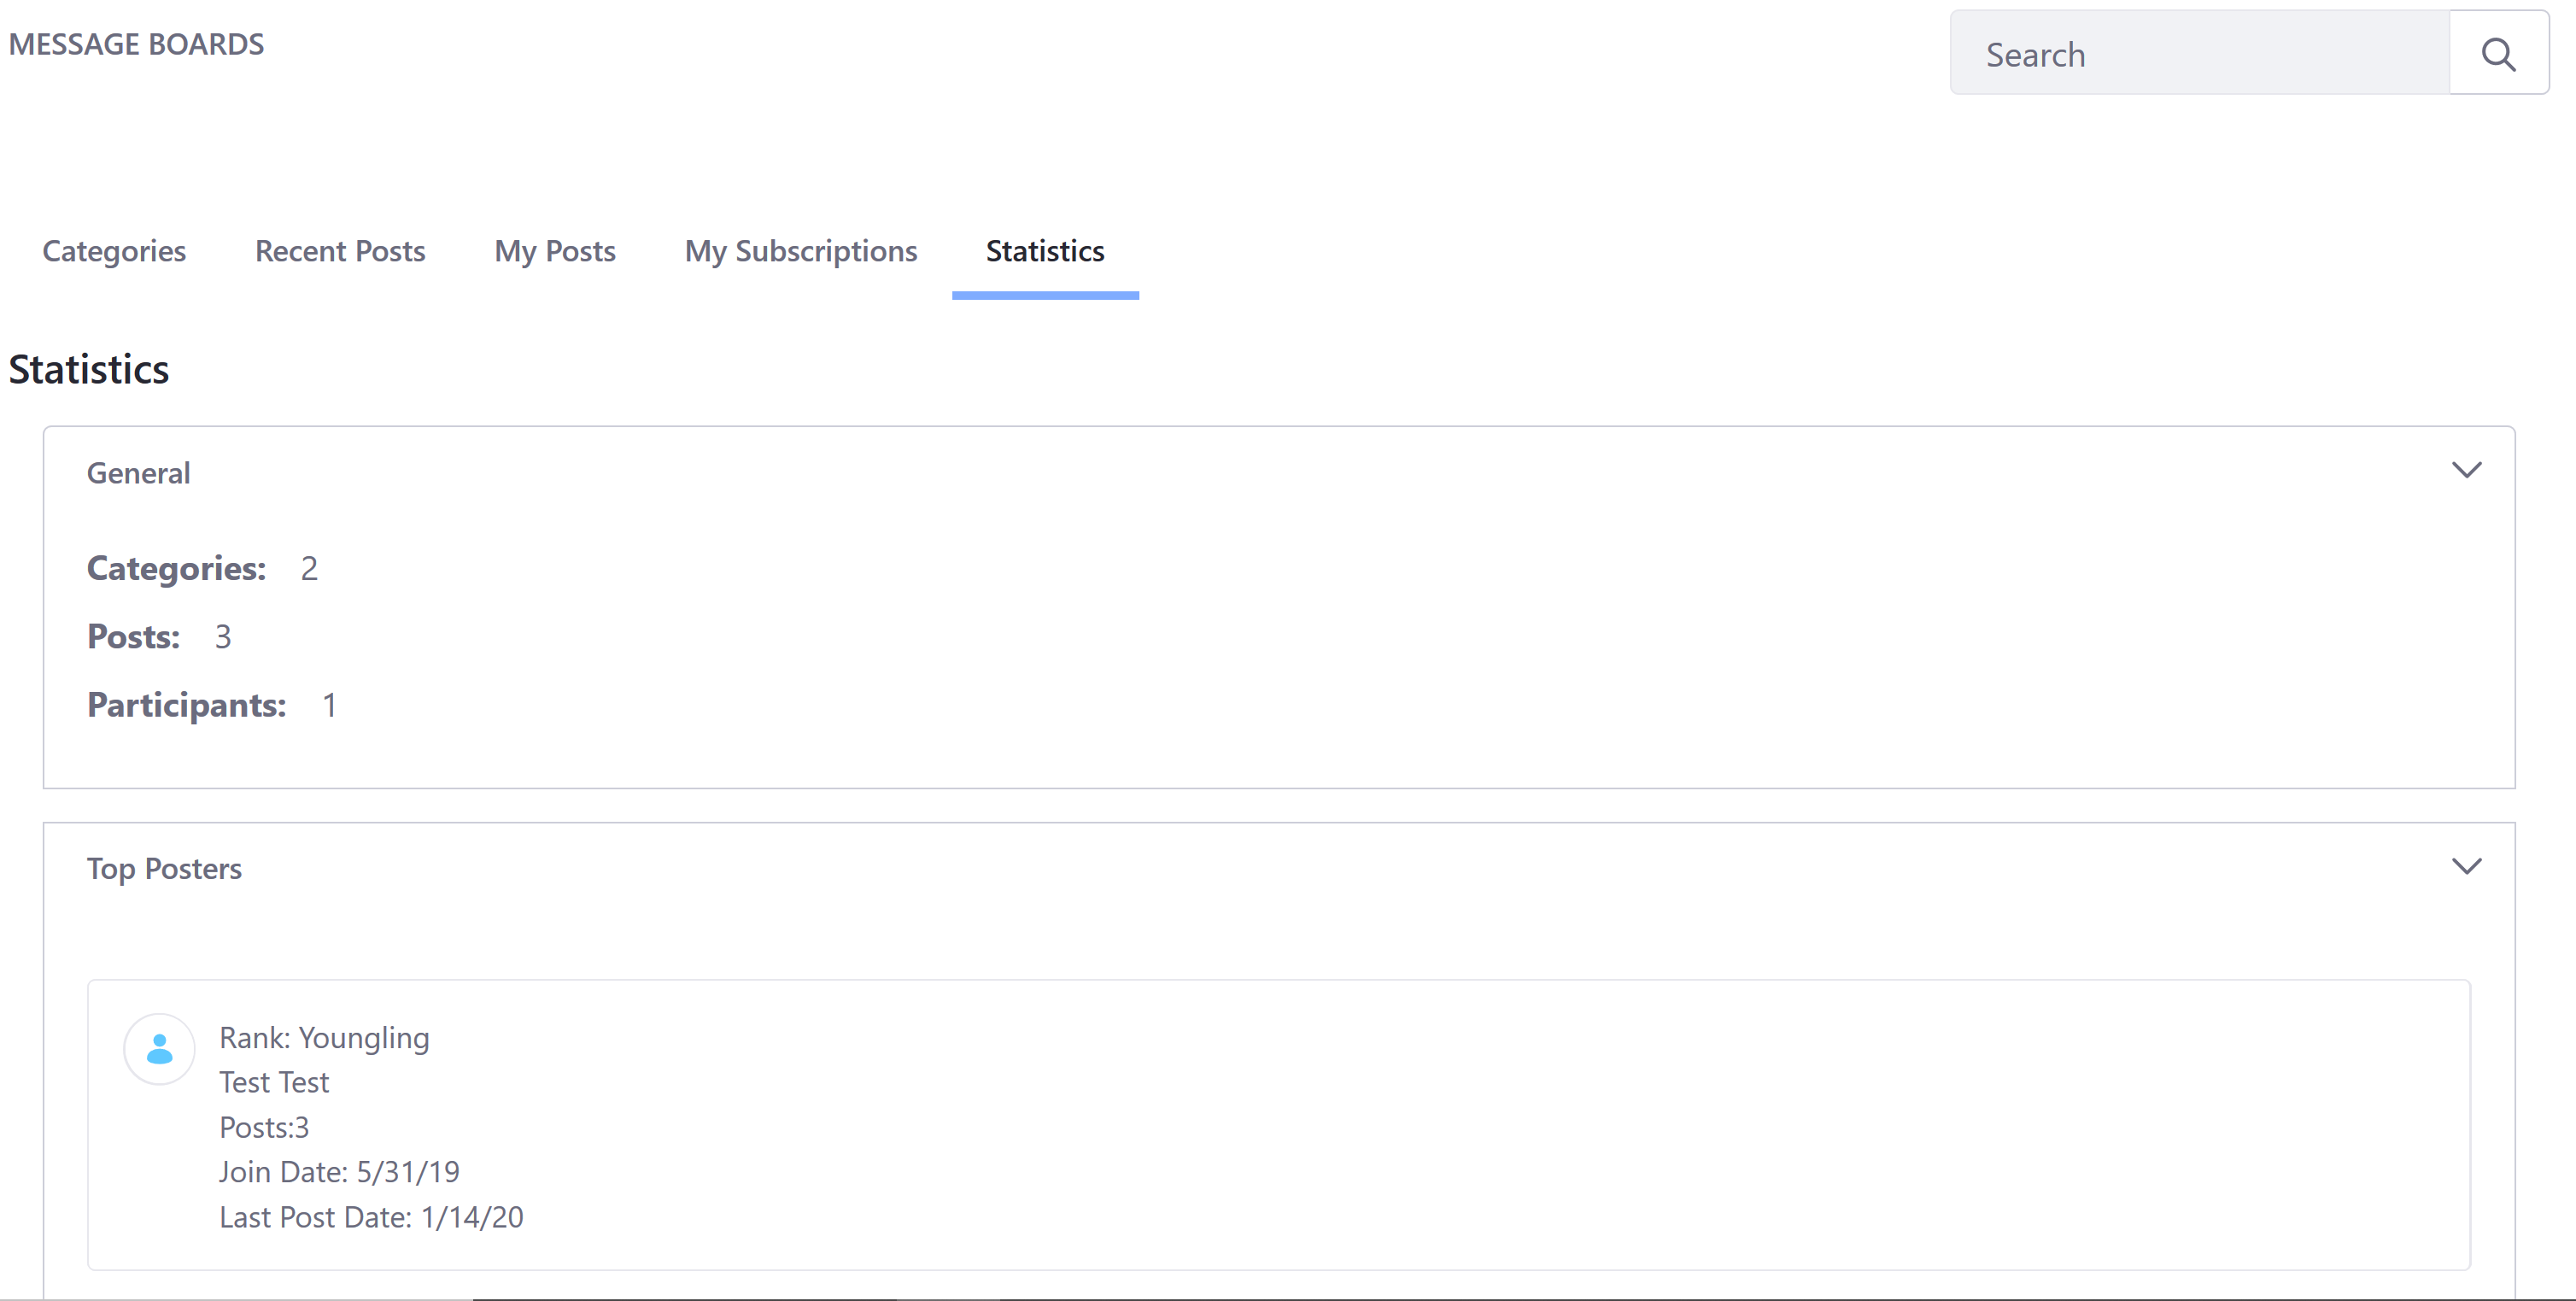 MESSAGE BOARDS
Search
Categories Recent Posts My Posts My Subscriptions Statistics
Statistics
General
Categories: 2
Posts: 3
Participants: 1
Top Posters
Rank: Youngling
Test Test
Posts:3
Join Date: 5/31/19
Last Post Date: 1/14/20